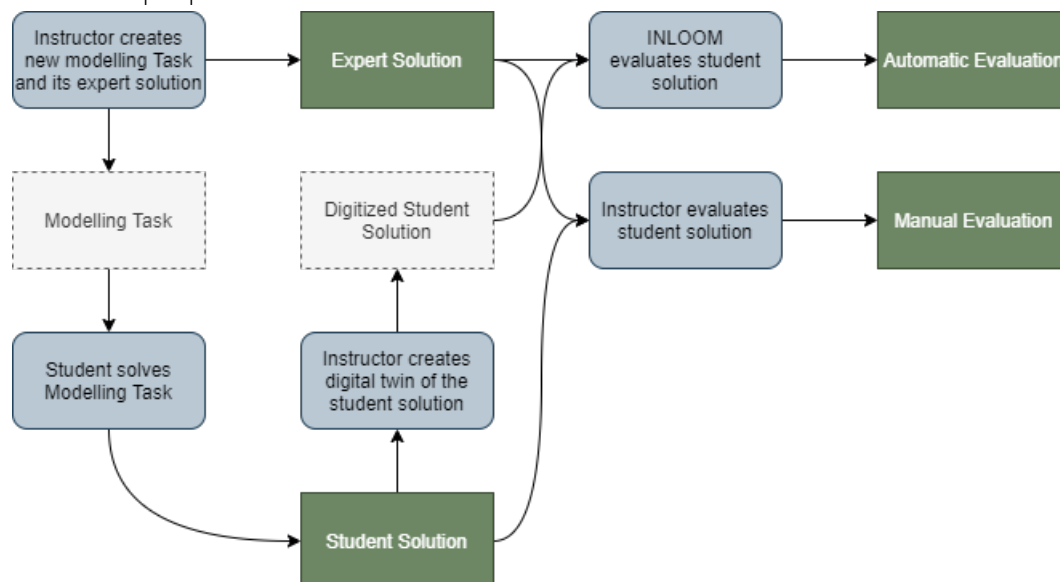 Instructor creates
new modelling Task
and its expert solution
Expert Solution
INLOOM
evaluates student
solution
Automatic Evaluation
Modelling Task
Digitized Student
Solution
Instructor evaluates
student solution
Manual Evaluation
Student solves
Modelling Task
Instructor creates
digital twin of the
student solution
Student Solution